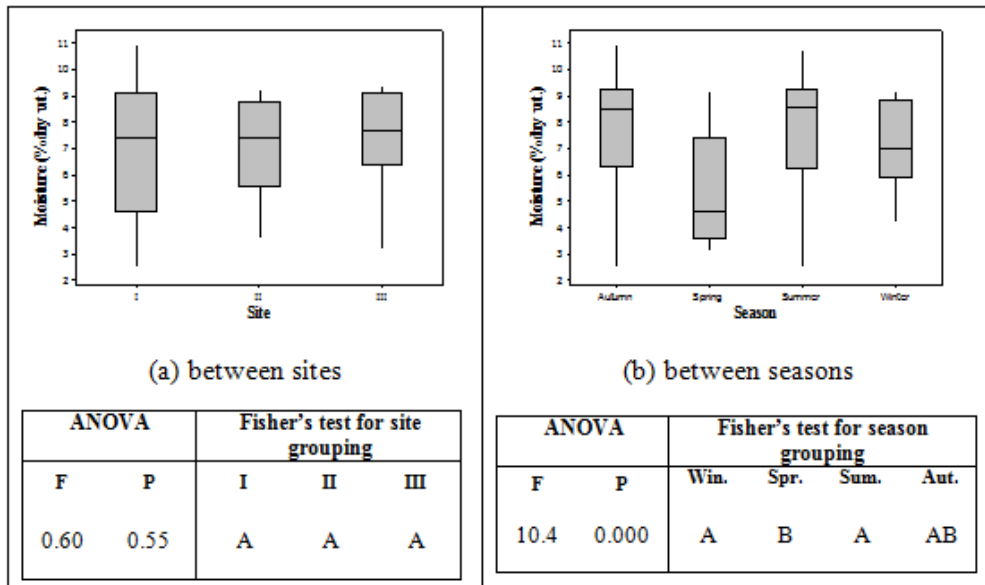 Moisture (%dry wt.)
11
10
9
8
7
6
5
4
3
2
I
II
III
Site
(a) between sites
ANOVA
Fisher's test for site
grouping
F
P
I
II
III
0.60
0.55
A
A
A
Moisture (%dry wt.)
11
10
9
8
7
6
5
4
3
2
Autumn
Spring
Summer
Winter
Season
(b) between seasons
ANOVA
Fisher's test for season
grouping
F
P
Win.
Spr.
Sum.
Aut.
10.4
0.000
A
B
A
AB